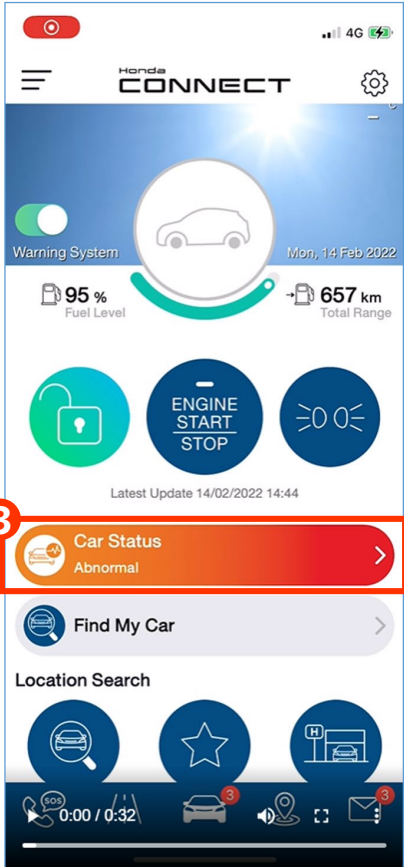 4G
Honda
CONNECT
Warning System
Mon, 14 Feb 2022
95 %
Fuel Level
657 km
Total Range
ENGINE
START
STOP
Latest Update 14/02/2022 14:44
3
Car Status
Abnormal
Find My Car
Location Search
H
SOS
3
3
0:00 / 0:32